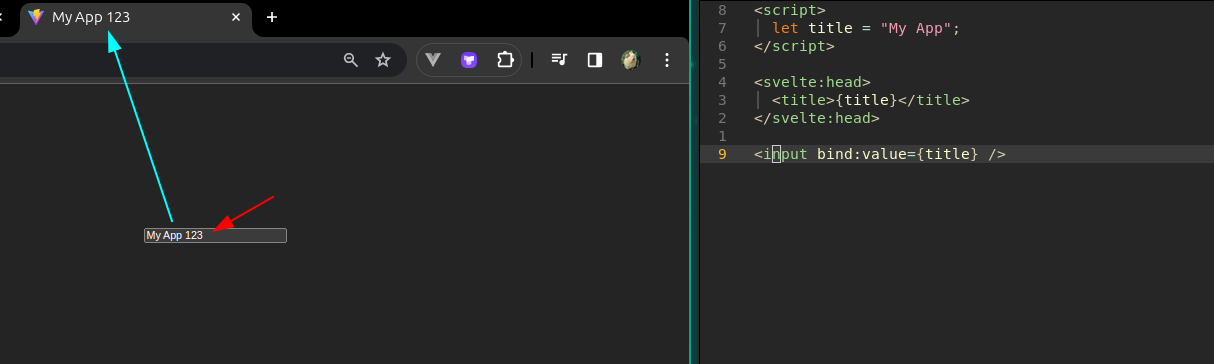 My App 123
My App 123
8 <script>
7 let title = "My App";
6 </script>
5
4 <svelte:head>
3 <title>{title}</title>
2 </svelte:head>
1
9 <input bind:value={title} />